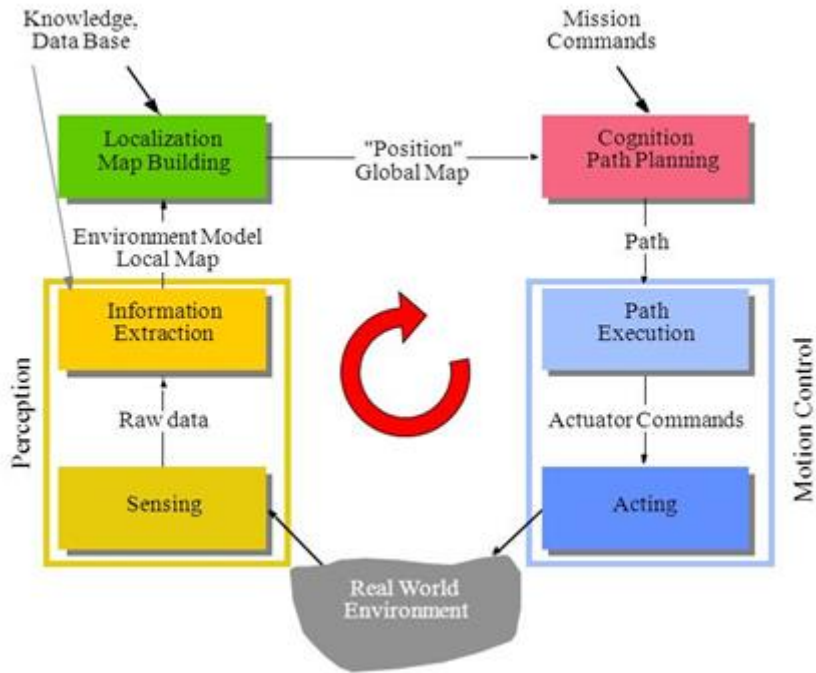 Knowledge,
Data Base
Mission
Commands
Localization
Map Building
"Position"
Global Map
Cognition
Path Planning
Environment Model
Local Map
Path
Information
Extraction
Path
Execution
Perception
Raw data
Actuator Commands
Motion Control
Sensing
Acting
Real World
Environment